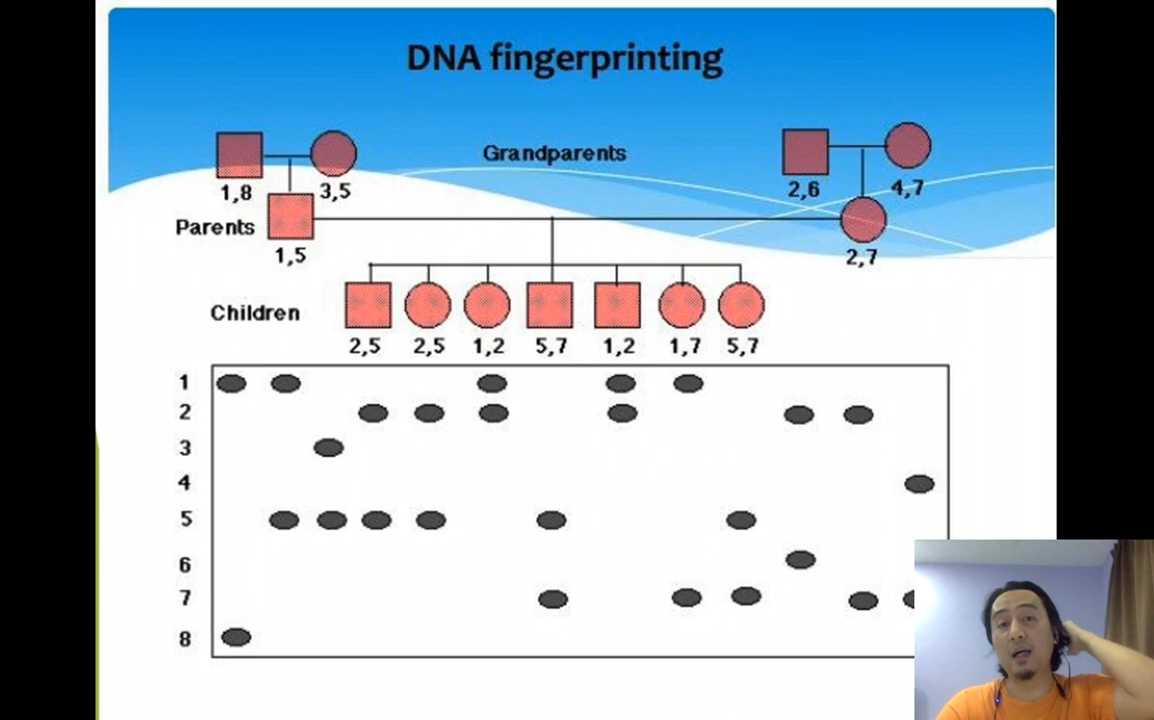 DNA fingerprinting
Grandparents
1,8 3,5 2,6 4,7
Parents
1,5 2,7
Children
2,5 2,5 1,2 5,7 1,2 1,7 5,7
1
2
3
4
5
6
7
8